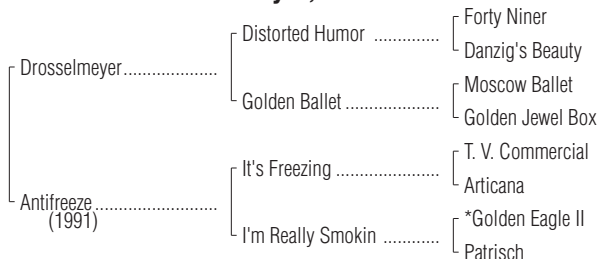 Forty Niner
Distorted Humor ..............
Danzig's Beauty
Drosselmeyer....................
Moscow Ballet
Golden Ballet ....................
Golden Jewel Box
T. V. Commercial
It's Freezing ......................
Articana
Antifreeze ..........................
(1991)
*Golden Eagle II
I'm Really Smokin ............
Patrisch